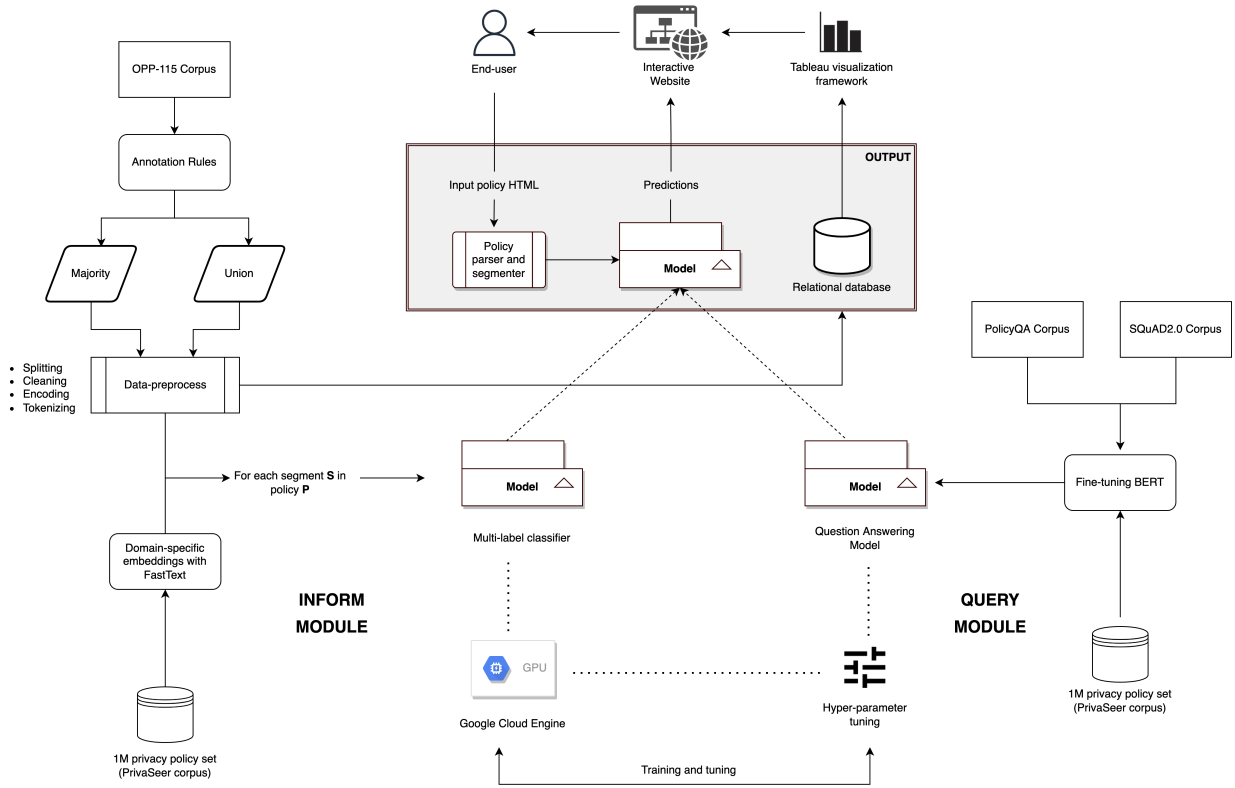 End-user
Interactive
Website
Tableau visualization
framework
OPP-115 Corpus
Annotation Rules
Majority
Union
Splitting
Cleaning
Encoding
Tokenizing
Data-preprocess
OUTPUT
Input policy HTML
Predictions
Policy
parser and
segmenter
Model
Relational database
PolicyQA Corpus
SQuAD2.0 Corpus
For each segment S in
policy P
Model
Multi-label classifier
Model
Question Answering
Model
Fine-tuning BERT
Domain-specific
embeddings with
FastText
INFORM
MODULE
QUERY
MODULE
GPU
Google Cloud Engine
Hyper-parameter
tuning
1M privacy policy set
(PrivaSeer corpus)
1M privacy policy set
(PrivaSeer corpus)
Training and tuning